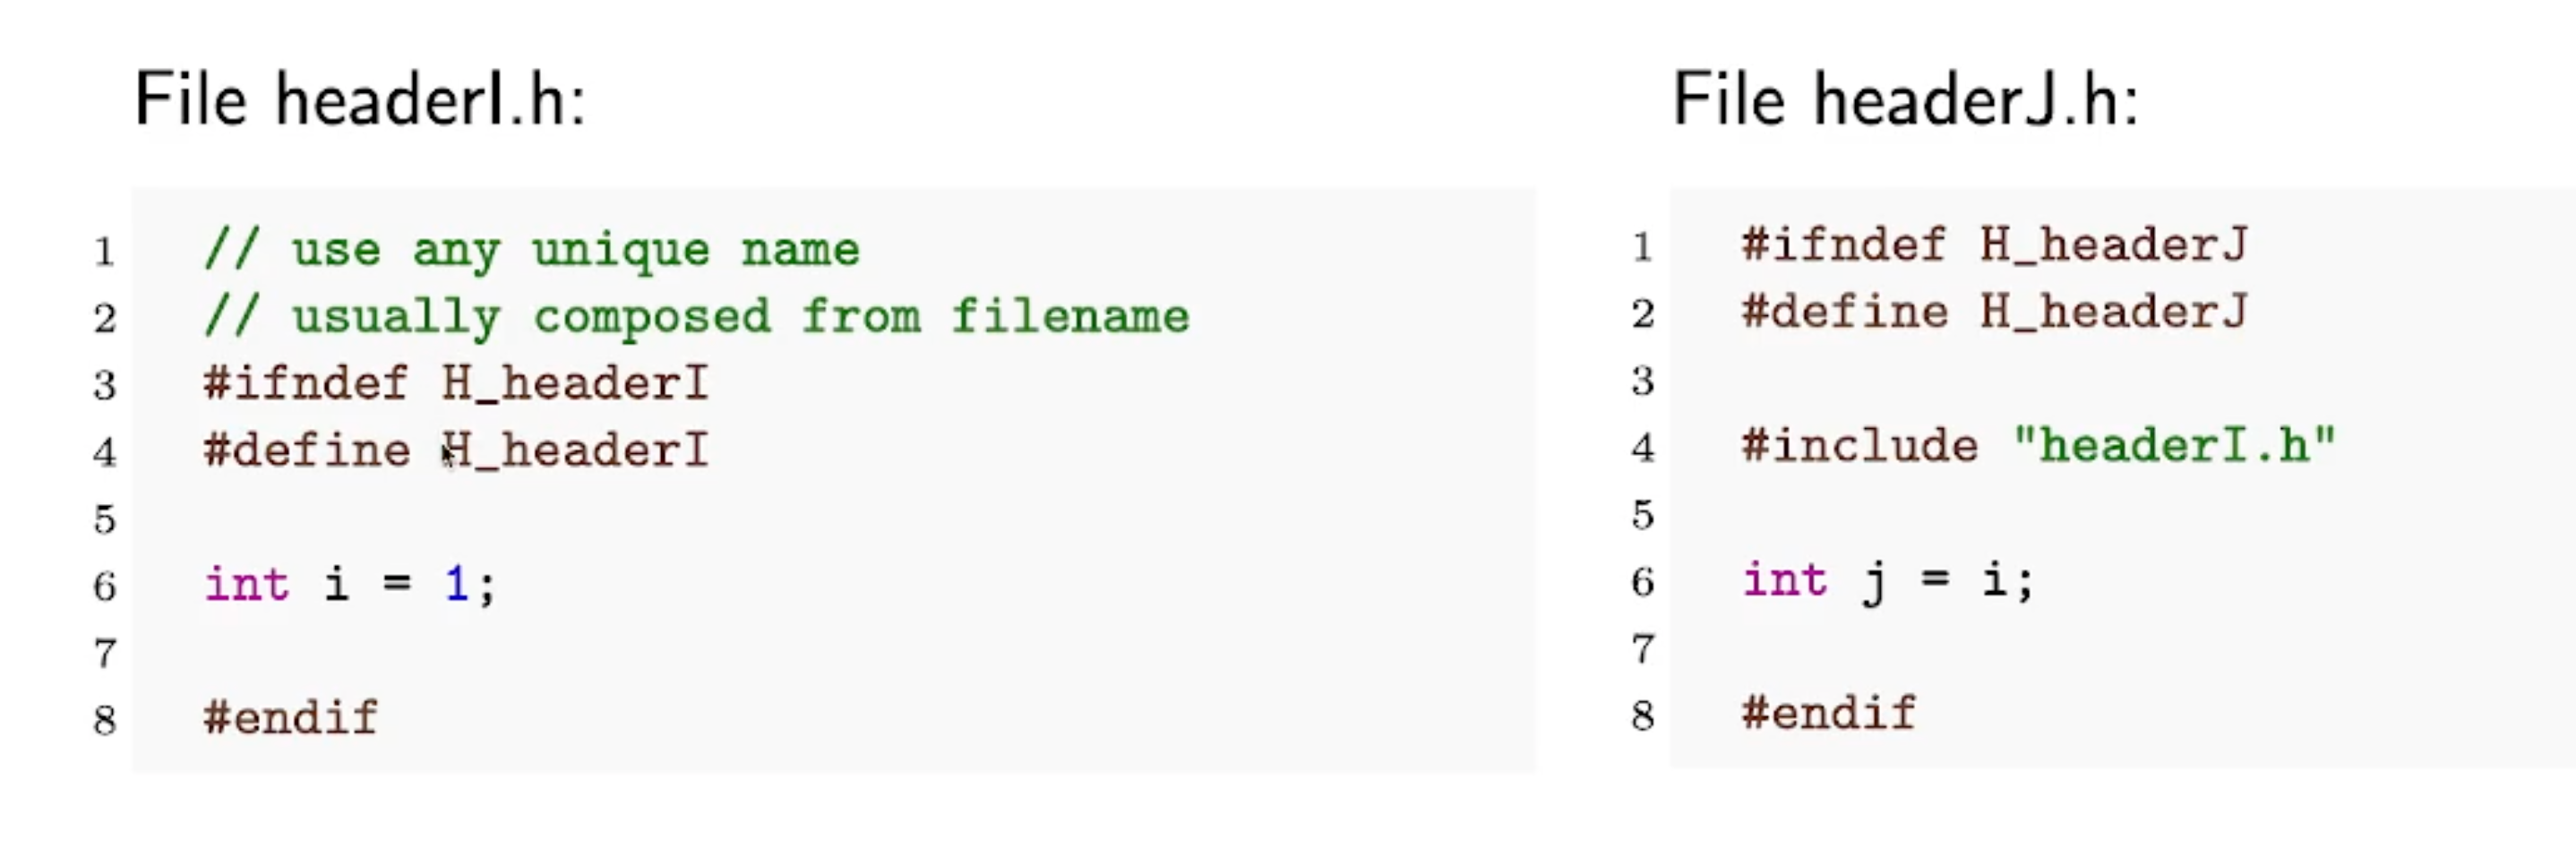 File headerI.h:
1 // use any unique name
2 // usually composed from filename
3 #ifndef H_headerI
4 #define H_headerI
5
6 int i = 1;
7
8 #endif
File headerJ.h:
1 #ifndef H_headerJ
2 #define H_headerJ
3
4 #include "headerI.h"
5
6 int j = i;
7
8 #endif